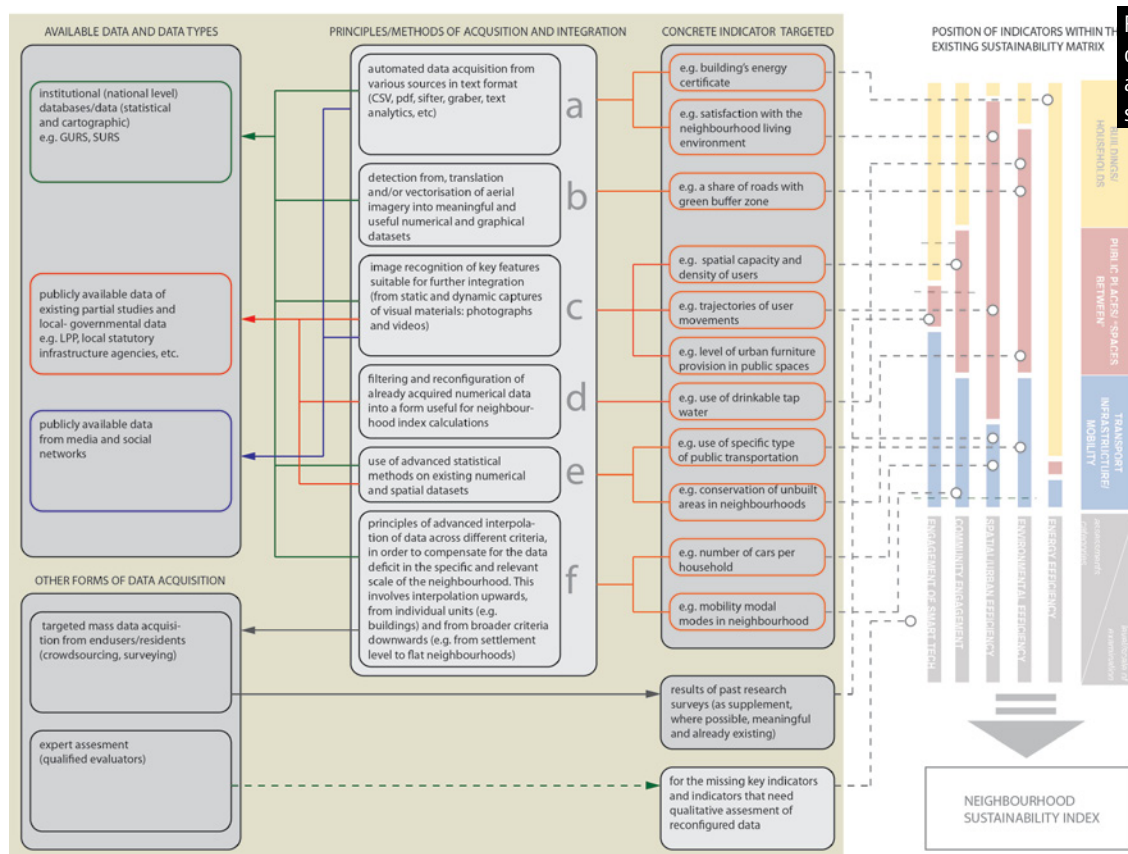 AVAILABLE DATA AND DATA TYPES
institutional (national level)
databases/data (statistical
and cartographic)
e.g. GURS, SURS
publicly available data of
existing partial studies and
local- governmental data
e.g. LPP, local statutory
infrastructure agencies, etc.
publicly available data
from media and social
networks
OTHER FORMS OF DATA ACQUISITION
targeted mass data acquisi-
tion from endusers/residents
(crowdsourcing, surveying)
expert assesment
(qualified evaluators)
PRINCIPLES/METHODS OF ACQUSITION AND INTEGRATION
automated data acquisition from
various sources in text format
(CSV, pdf, sifter, graber, text
analytics, etc)
a
detection from, translation
and/or vectorisation of aerial
imagery into meaningful and
useful numerical and graphical
datasets
b
image recognition of key features
suitable for further integration
(from static and dynamic captures
of visual materials: photographs
and videos)
c
filtering and reconfiguration of
already acquired numerical data
into a form useful for neighbour-
hood index calculations
d
use of advanced statistical
methods on existing numerical
and spatial datasets
e
principles of advanced interpola-
tion of data across different criteria,
in order to compensate for the data
deficit in the specific and relevant
scale of the neighbourhood. This
involves interpolation upwards,
from individual units (e.g.
buildings) and from broader criteria
downwards (e.g. from settlement
level to flat neighbourhoods)
f
CONCRETE INDICATOR TARGETED
e.g. building's energy
certificate
e.g. satisfaction with the
neighbourhood living
environment
e.g. a share of roads with
green buffer zone
e.g. spatial capacity and
density of users
e.g. trajectories of user
movements
e.g. level of urban furniture
provision in public spaces
e.g. use of drinkable tap
water
e.g. use of specific type
of public transportation
e.g. conservation of unbuilt
areas in neighbourhoods
e.g. number of cars per
household
e.g. mobility modal
modes in neighbourhood
results of past research
surveys (as supplement,
where possible, meaningful
and already existing)
for the missing key indicators
and indicators that need
qualitative assesment of
reconfigured data
POSITION OF INDICATORS WITHIN TH
EXISTING SUSTAINABILITY MATRIX
BUILDINGS/
HOUSEHOLDS
PUBLIC PLACES/ "SPACES
BETWEEN"
TRANSPORT
INFRASTRUCTURE/
MOBILITY
ENGAGEMENT OF SMART TECH.
COMMUNITY ENGAGEMENT
SPATIAL/URBAN EFFICIENCY
ENVIRONMENTAL EFFICIENCY
ENERGY EFFICIENCY
NEIGHBOURHOOD
SUSTAINABILITY INDEX